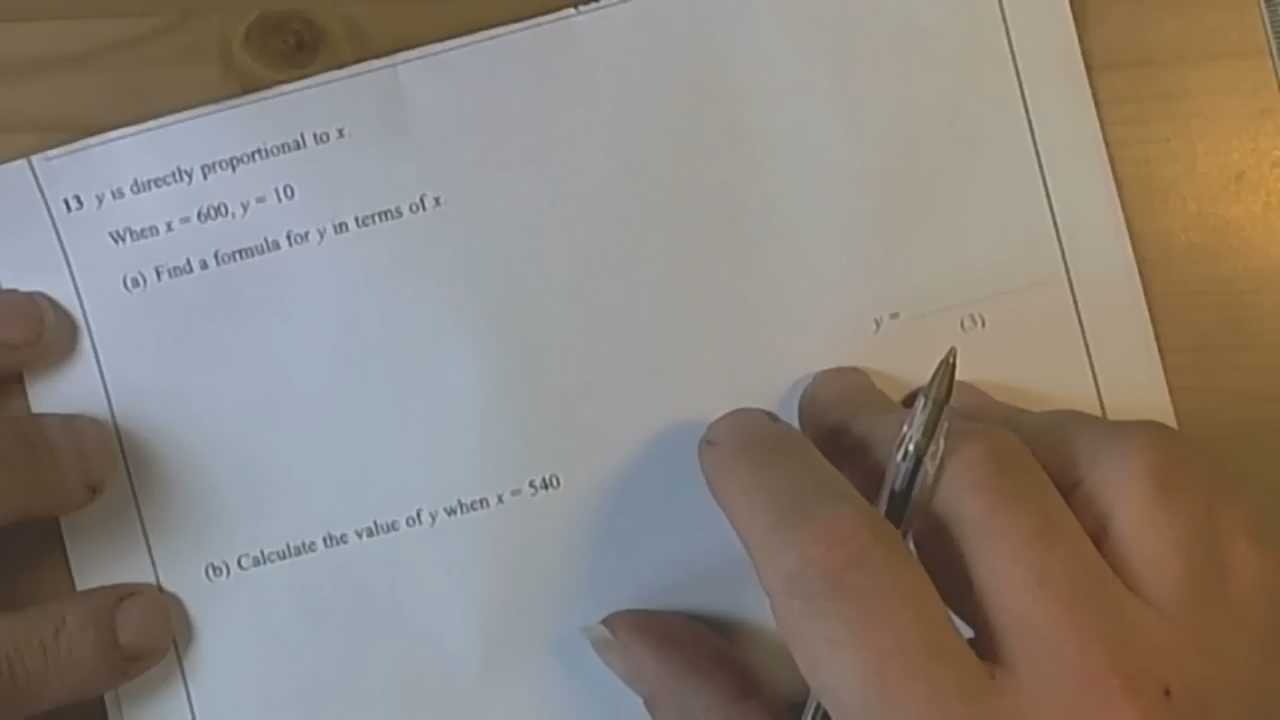 13 y is directly proportional to x.
When x = 600, y = 10
(a) Find a formula for y in terms of x.
y =
(3)
(b) Calculate the value of y when x = 540